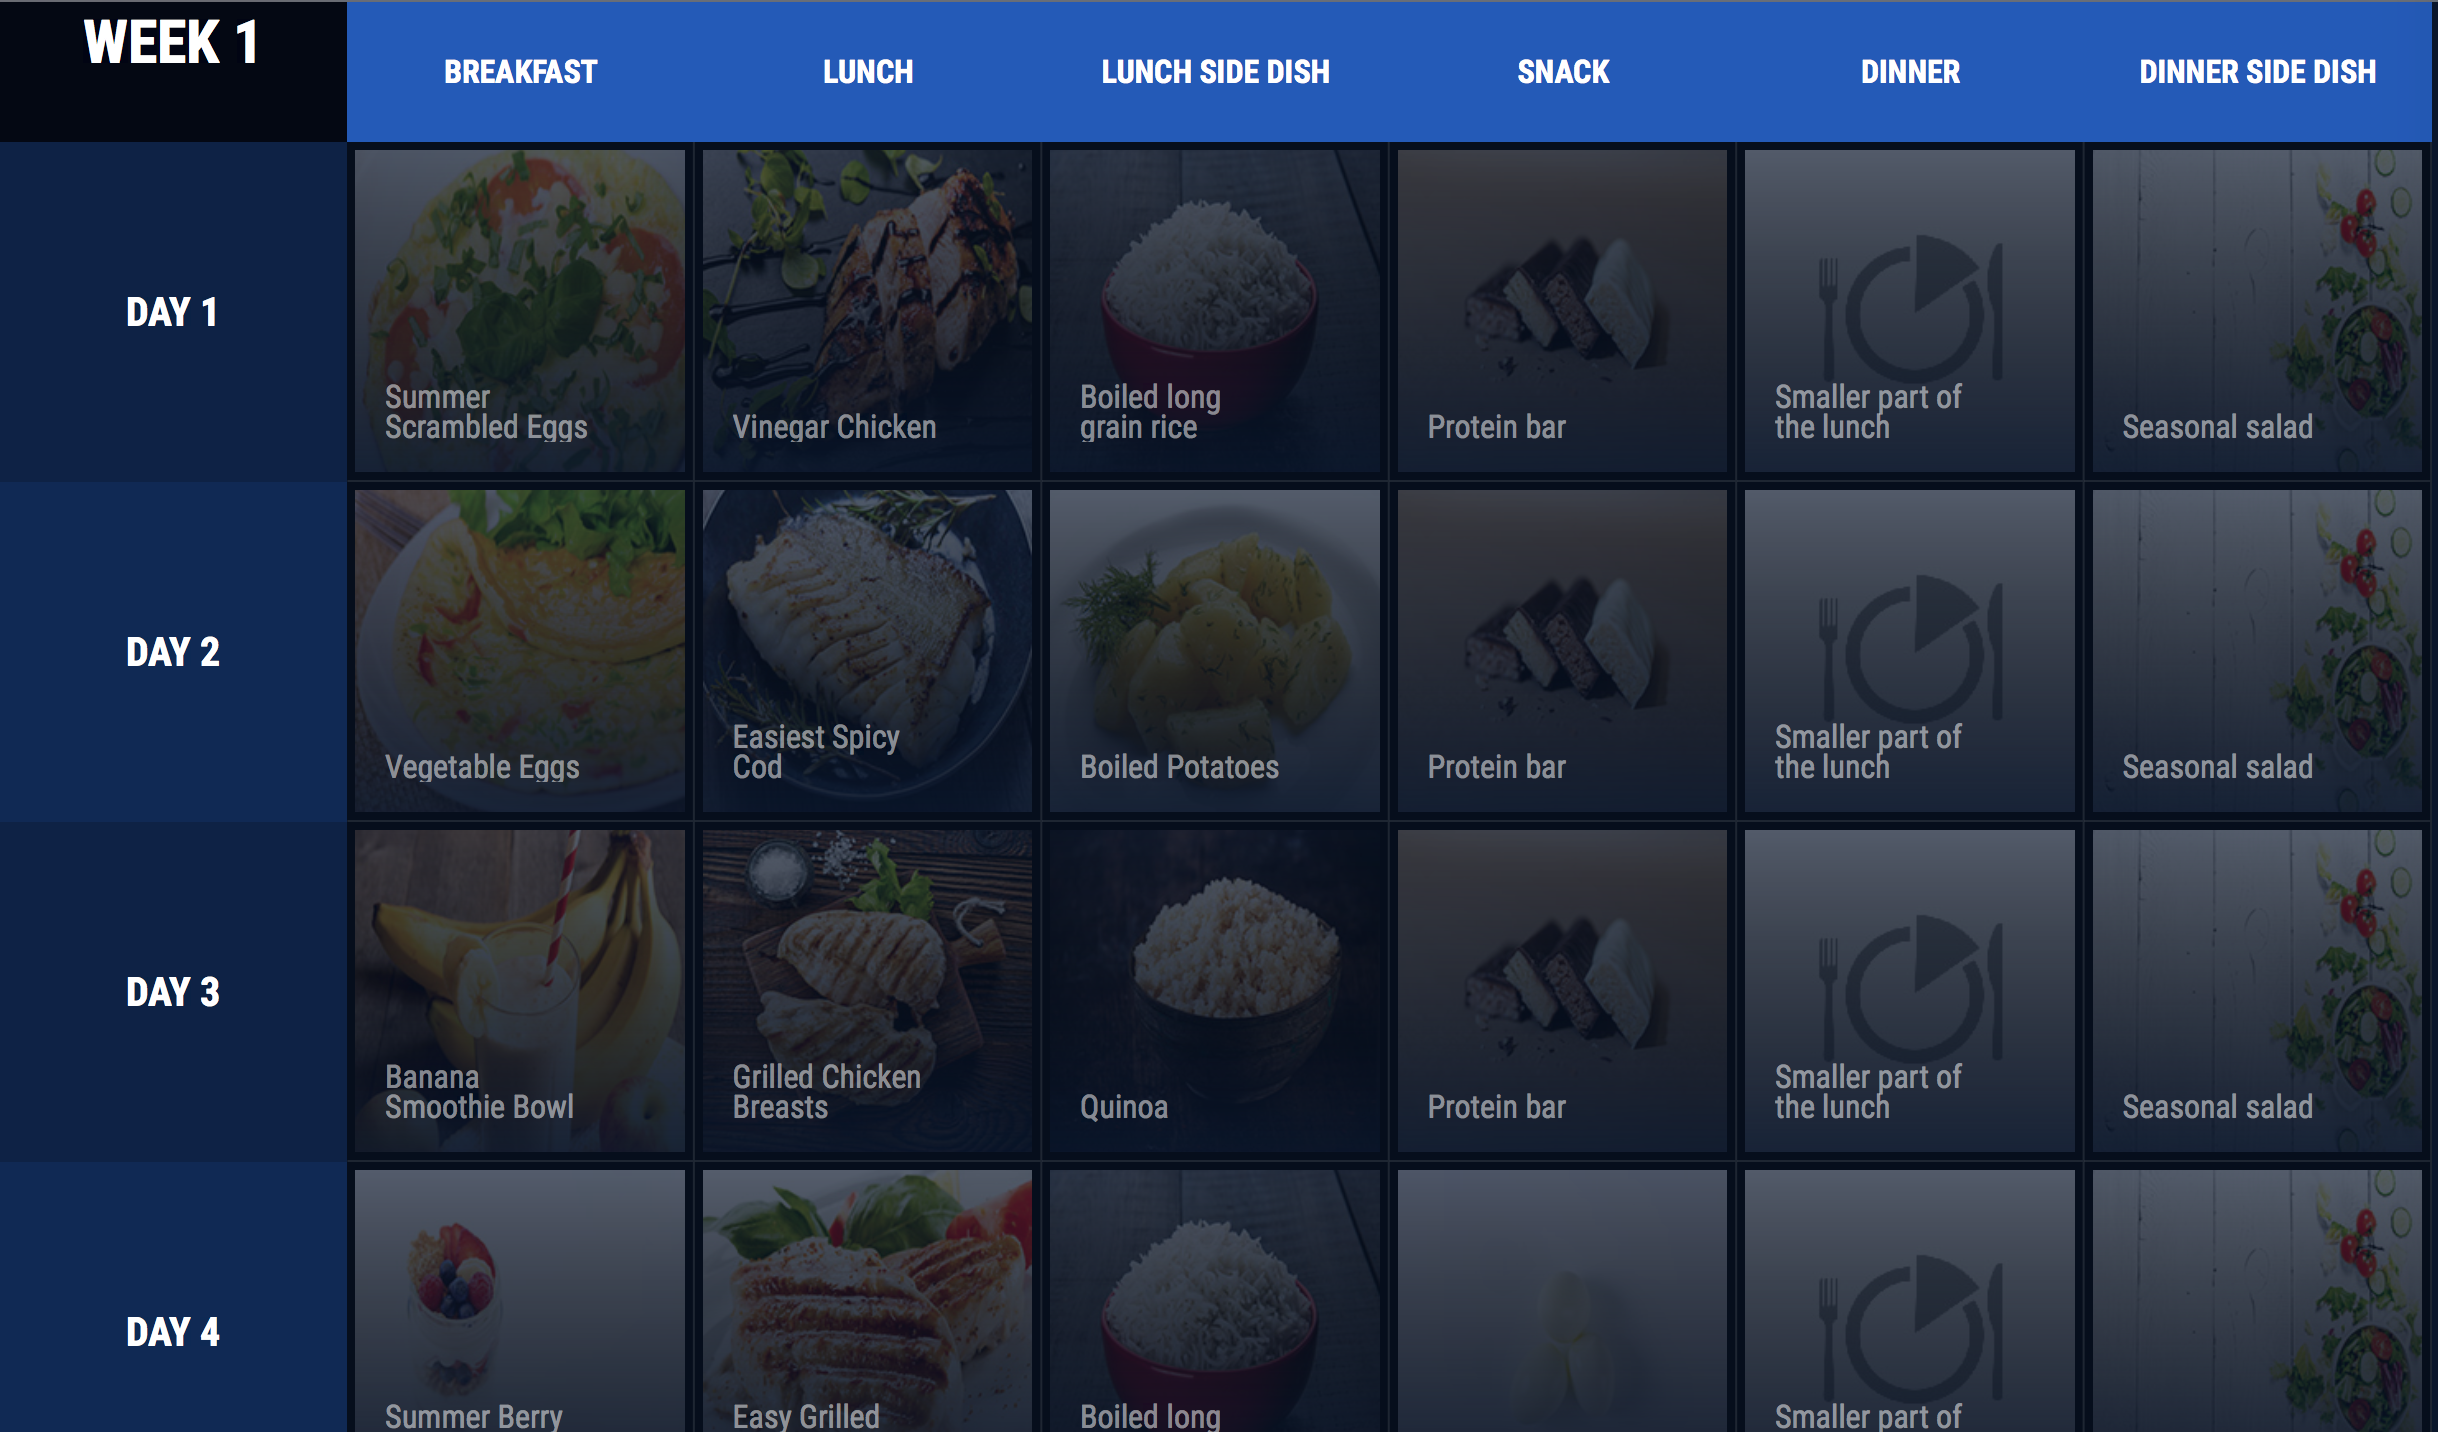 WEEK 1
BREAKFAST
LUNCH
LUNCH SIDE DISH
SNACK
DINNER
DINNER SIDE DISH
DAY 1
Summer
Scrambled Eggs
Vinegar Chicken
Boiled long
grain rice
Protein bar
Smaller part of
the lunch
Seasonal salad
DAY 2
Vegetable Eggs
Easiest Spicy
Cod
Boiled Potatoes
Protein bar
Smaller part of
the lunch
Seasonal salad
DAY 3
Banana
Smoothie Bowl
Grilled Chicken
Breasts
Quinoa
Protein bar
Smaller part of
the lunch
Seasonal salad
DAY 4
Summer Berry
Easy Grilled
Boiled long
Smaller part of